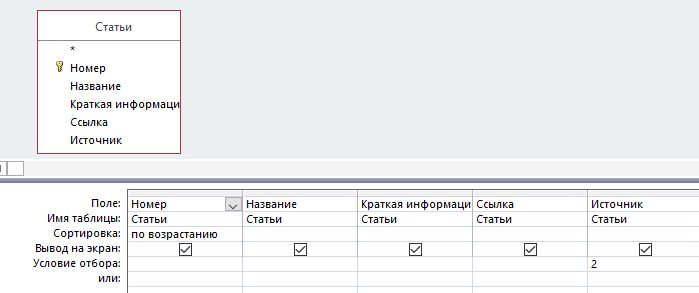 Статьи
*
Номер
Название
Краткая информаци
Ссылка
Источник
Поле: Номер Название Краткая информаци Ссылка Источник
Имя таблицы: Статьи Статьи Статьи Статьи Статьи
Сортировка: по возрастанию
Вывод на экран:
Условие отбора: 2
или: